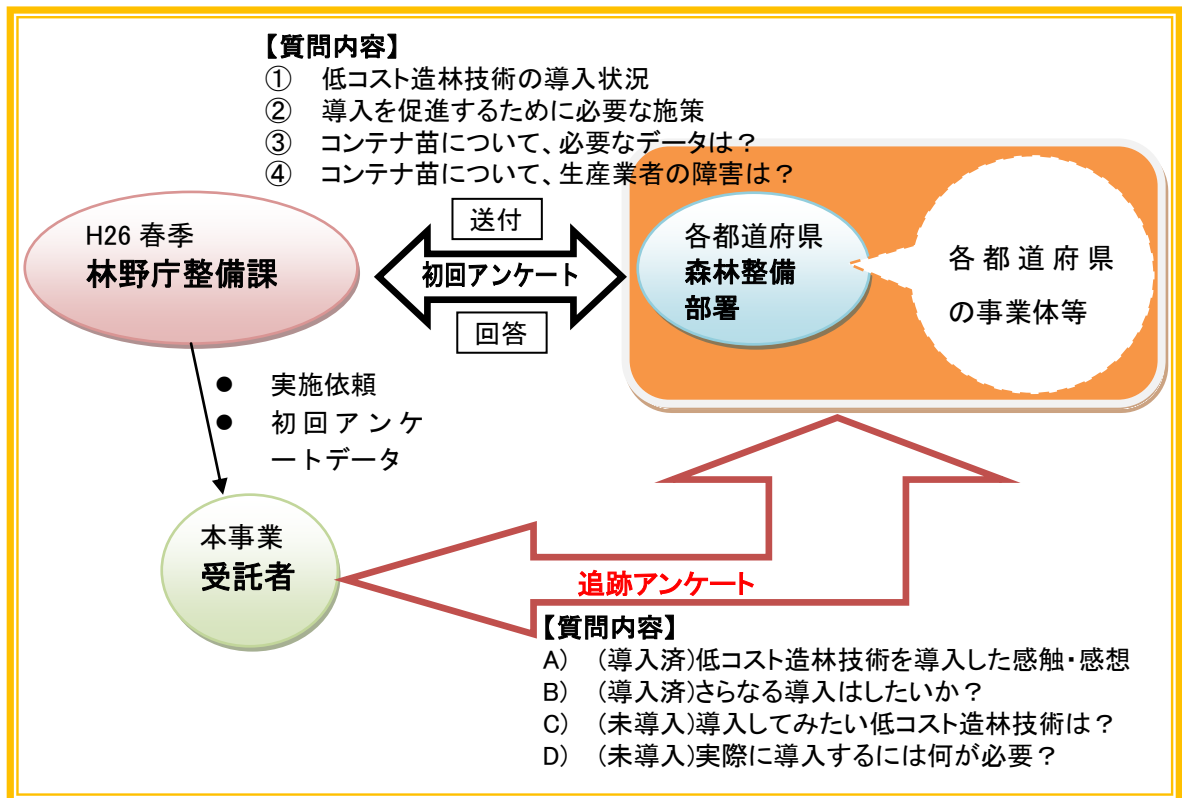 【質問内容】
① 低コスト造林技術の導入状況
② 導入を促進するために必要な施策
③ コンテナ苗について、必要なデータは？
④ コンテナ苗について、生産業者の障害は？
H26 春季
林野庁整備課
送付
初回アンケート
回答
各都道府県
森林整備
部署
各都道府県
の事業体等
● 実施依頼
● 初回アンケ
ートデータ
本事業
受託者
追跡アンケート
【質問内容】
A) (導入済)低コスト造林技術を導入した感触・感想
B) (導入済)さらなる導入はしたいか？
C) (未導入)導入してみたい低コスト造林技術は？
D) (未導入)実際に導入するには何が必要？